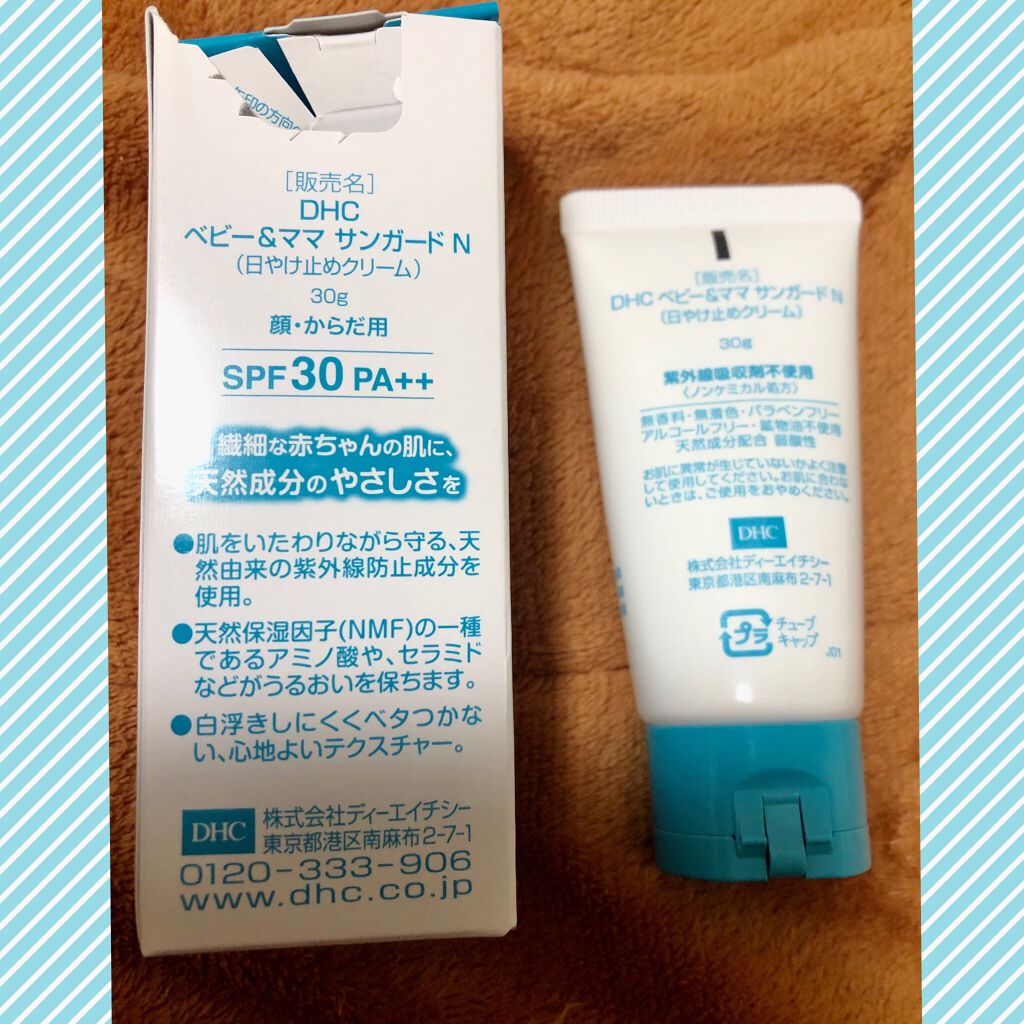 矢印の方向へ
[販売名]
DHC
ベビー&ママ サンガード N
(日やけ止めクリーム)
30g
顔・からだ用
SPF30 PA++
繊細な赤ちゃんの肌に、
天然成分のやさしさを
●肌をいたわりながら守る、天
然由来の紫外線防止成分を
使用。
●天然保湿因子(NMF)の一種
であるアミノ酸や、セラミド
などがうるおいを保ちます。
●白浮きしにくくベタつかな
い、心地よいテクスチャー。
DHC 株式会社ディーエイチシー
東京都港区南麻布2-7-1
0120-333-906
www.dhc.co.jp
[販売名]
DHC ベビー&ママ サンガード N
(日やけ止めクリーム)
30g
紫外線吸収剤不使用
(ノンケミカル処方)
無香料・無着色・パラベンフリー
アルコールフリー・鉱物油不使用
天然成分配合 弱酸性
お肌に異常が生じていないかよく注意
して使用してください。お肌に合わな
いときは、ご使用をおやめください。
DHC
株式会社ディーエイチシー
東京都港区南麻布2-7-1
プラ
チューブ
キャップ
J01